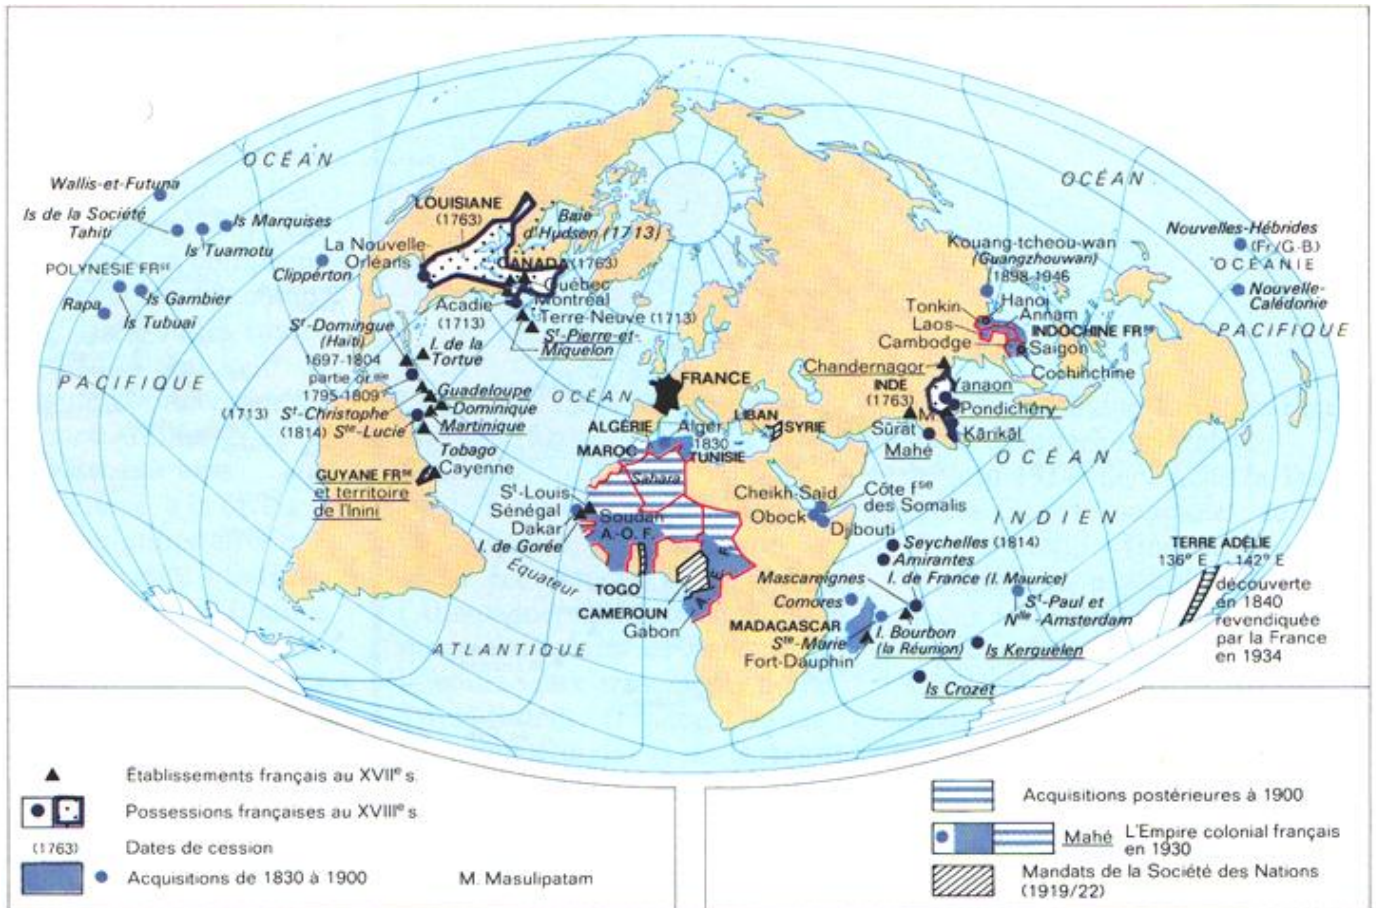 OCÉAN
Wallis-et-Futuna
Is de la Société
Tahiti
Is Marquises
Is Tuamotu
POLYNÉSIE FRse
Is Gambier
Rapa
Is Tubuai
PACIFIQUE
Clipperton
LOUISIANE
(1763)
La Nouvelle-
Orléans
Baie
d'Hudson (1713)
CANADA (1763)
Québec
Montréal
Acadie
(1713)
Terre-Neuve (1713)
St-Pierre-et-
Miquelon
St-Domingue
(Haïti)
1697-1804
partie or.ale
1795-1809
I. de la
Tortue
Guadeloupe
Dominique
Martinique
(1713) St-Christophe
(1814) Ste-Lucie
Tobago
Cayenne
GUYANE FRse
et territoire
de l'Inini
OCÉAN
FRANCE
ALGÉRIE
Alger
1830
MAROC
TUNISIE
LIBAN
SYRIE
Sahara
St-Louis
Sénégal
Dakar
I. de Gorée
Soudan
A.-O. F.
Équateur
TOGO
CAMEROUN
Gabon
A. E. F.
ATLANTIQUE
OCÉAN
Kouang-tcheou-wan
(Guangzhouwan)
1898-1946
Tonkin
Hanoi
Annam
Laos
Cambodge
INDOCHINE FRse
Saigon
Cochinchine
Nouvelles-Hébrides
(Fr/G.-B.)
OCÉANIE
Nouvelle-
Calédonie
PACIFIQUE
Chandernagor
INDE
(1763)
Yanaon
M
Pondichéry
Sûrat
Kârikâl
Mahé
OCÉAN
INDIEN
Cheikh-Saïd
Côte fse
des Somalis
Obock
Djibouti
Seychelles (1814)
Amirantes
Mascareignes
I. de France (I. Maurice)
Comores
MADAGASCAR
Ste-Marie
I. Bourbon
(la Réunion)
Fort-Dauphin
St-Paul et
Nlle-Amsterdam
Is Kerguélen
Is Crozet
TERRE ADÉLIE
136° E 142° E
découverte
en 1840
revendiquée
par la France
en 1934
Établissements français au XVIIe s.
Possessions françaises au XVIIIe s.
(1763) Dates de cession
Acquisitions de 1830 à 1900
M. Masulipatam
Acquisitions postérieures à 1900
Mahé L'Empire colonial français
en 1930
Mandats de la Société des Nations
(1919/22)